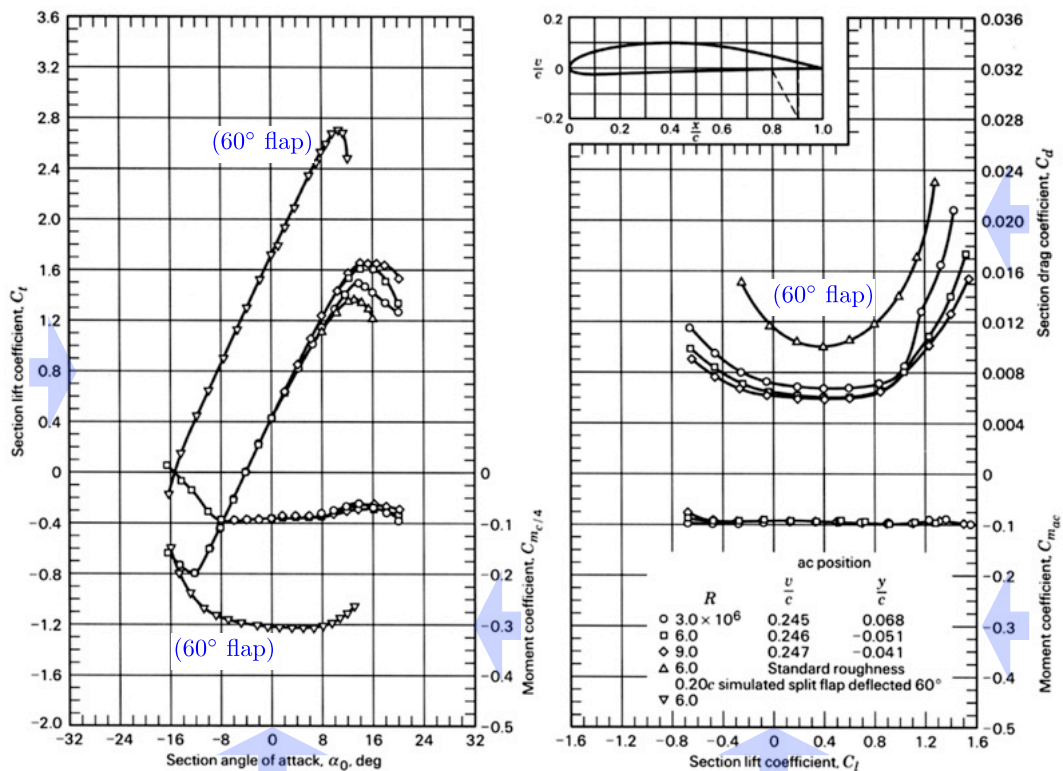 3.6
3.2
2.8
2.4
2.0
1.6
1.2
0.8
0.4
0
−0.4
−0.8
−1.2
−1.6
−2.0
Section lift coefficient, C_l
(60° flap)
(60° flap)
0
−0.1
−0.2
−0.3
−0.4
−0.5
Moment coefficient, C_{m_{c/4}}
−32 −24 −16 −8 0 8 16 24 32
Section angle of attack, α_0, deg
0.2
0
−0.2
v/c
0 0.2 0.4 x/c 0.6 0.8 1.0
0.036
0.032
0.028
0.024
0.020
0.016
0.012
0.008
0.004
0
Section drag coefficient, C_d
(60° flap)
−0.1
−0.2
−0.3
−0.4
−0.5
Moment coefficient, C_{m_{ac}}
ac position
R v/c y/c
○ 3.0 × 10^6 0.245 0.068
□ 6.0 0.246 −0.051
◇ 9.0 0.247 −0.041
△ 6.0 Standard roughness
0.20c simulated split flap deflected 60°
▽ 6.0
−1.6 −1.2 −0.8 −0.4 0 0.4 0.8 1.2 1.6
Section lift coefficient, C_l